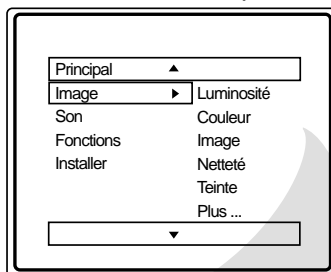 Principal ▲
Image ▶ Luminosité
Son Couleur
Fonctions Image
Installer Netteté
Teinte
Plus ...
▼